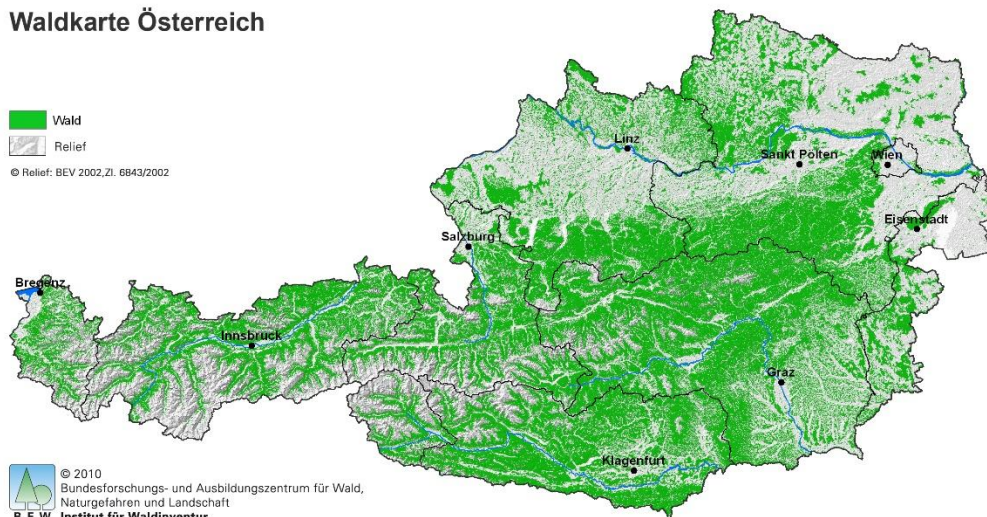 Waldkarte Österreich
Wald
Relief
© Relief: BEV 2002,Zl. 6843/2002
Linz
Sankt Pölten
Wien
Eisenstadt
Salzburg
Bregenz
Innsbruck
Graz
Klagenfurt
© 2010
Bundesforschungs- und Ausbildungszentrum für Wald,
Naturgefahren und Landschaft
B F W Institut für Waldinventur